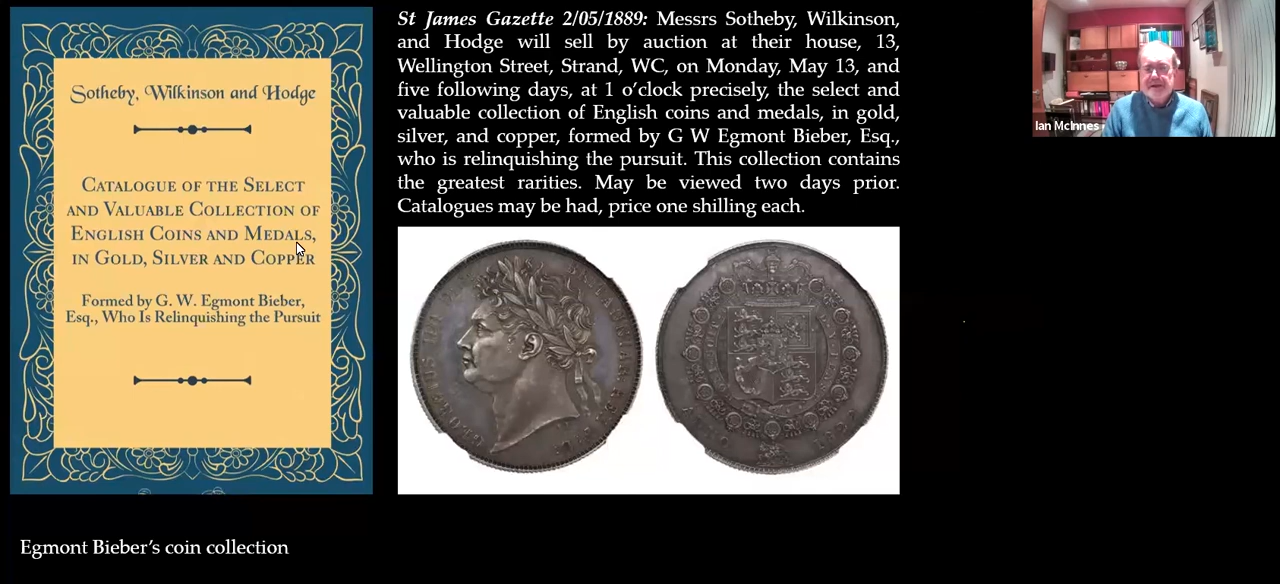 Sotheby, Wilkinson and Hodge
Catalogue of the Select
and Valuable Collection of
English Coins and Medals,
in Gold, Silver and Copper
Formed by G. W. Egmont Bieber,
Esq., Who Is Relinquishing the Pursuit
St James Gazette 2/05/1889: Messrs Sotheby, Wilkinson,
and Hodge will sell by auction at their house, 13,
Wellington Street, Strand, WC, on Monday, May 13, and
five following days, at 1 o'clock precisely, the select and
valuable collection of English coins and medals, in gold,
silver, and copper, formed by G W Egmont Bieber, Esq.,
who is relinquishing the pursuit. This collection contains
the greatest rarities. May be viewed two days prior.
Catalogues may be had, price one shilling each.
Ian McInnes
Egmont Bieber's coin collection